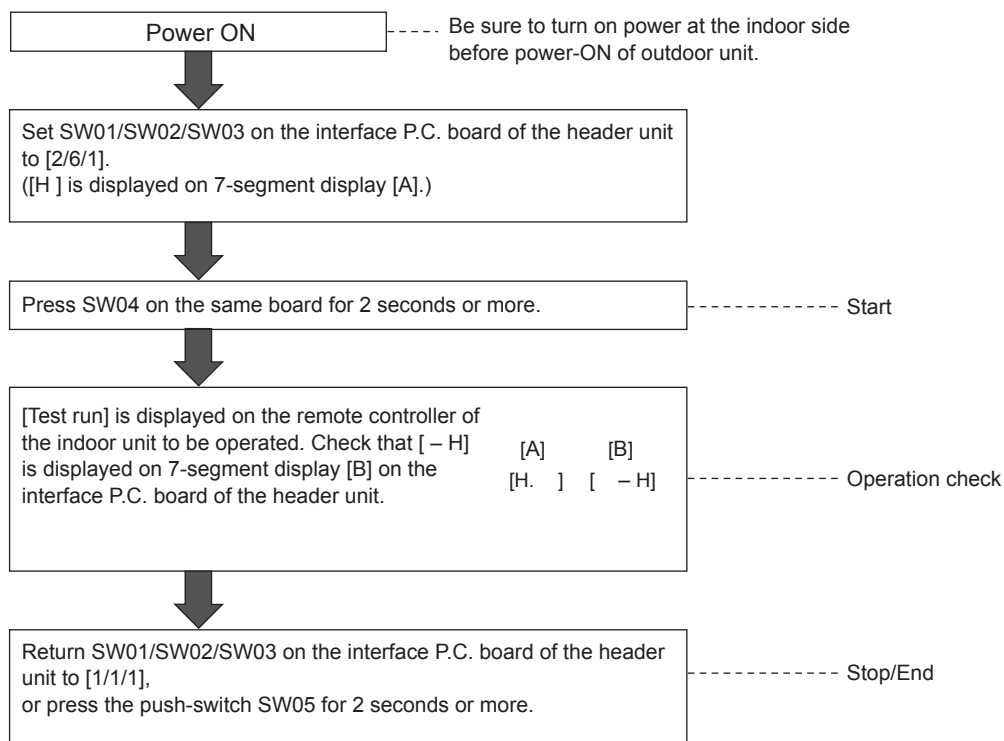 Power ON
Be sure to turn on power at the indoor side
before power-ON of outdoor unit.
Set SW01/SW02/SW03 on the interface P.C. board of the header unit
to [2/6/1].
([H ] is displayed on 7-segment display [A].)
Press SW04 on the same board for 2 seconds or more.
Start
[Test run] is displayed on the remote controller of
the indoor unit to be operated. Check that [ – H]
is displayed on 7-segment display [B] on the
interface P.C. board of the header unit.
[A] [B]
[H. ] [ – H]
Operation check
Return SW01/SW02/SW03 on the interface P.C. board of the header
unit to [1/1/1],
or press the push-switch SW05 for 2 seconds or more.
Stop/End